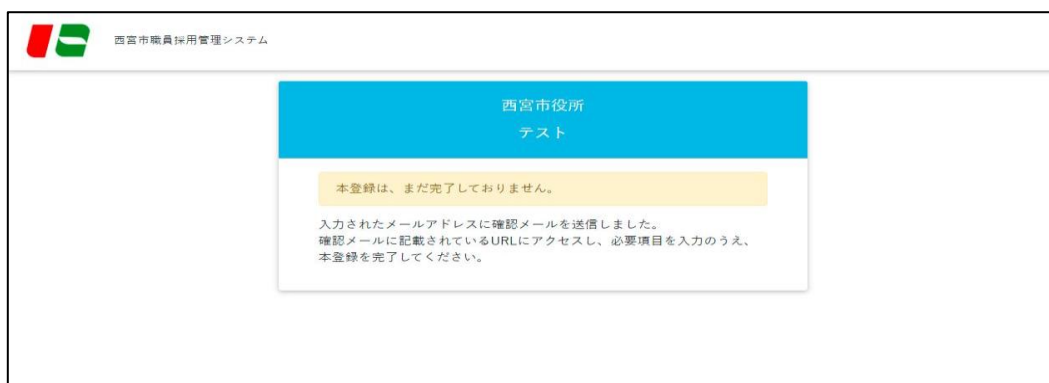 西宮市職員採用管理システム
西宮市役所
テスト
本登録は、まだ完了しておりません。
入力されたメールアドレスに確認メールを送信しました。
確認メールに記載されているURLにアクセスし、必要項目を入力のうえ、
本登録を完了してください。